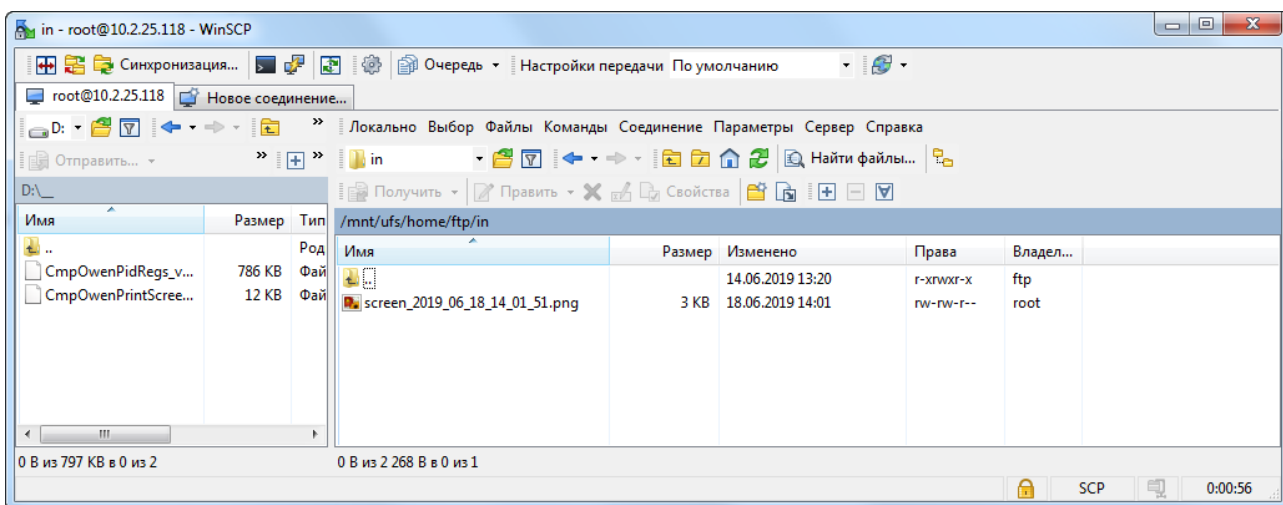 in - root@10.2.25.118 - WinSCP
Синхронизация... Очередь Настройки передачи По умолчанию
root@10.2.25.118 Новое соединение...
D: » Локально Выбор Файлы Команды Соединение Параметры Сервер Справка
Отправить... » » in Найти файлы...
D:\__ Получить Править Свойства
Имя Размер Тип /mnt/ufs/home/ftp/in
.. Род Имя Размер Изменено Права Владел...
CmpOwenPidRegs_v... 786 KB Фай .. 14.06.2019 13:20 r-xrwxr-x ftp
CmpOwenPrintScree... 12 KB Фай screen_2019_06_18_14_01_51.png 3 KB 18.06.2019 14:01 rw-rw-r-- root
0 B из 797 KB в 0 из 2 0 B из 2 268 B в 0 из 1
SCP 0:00:56